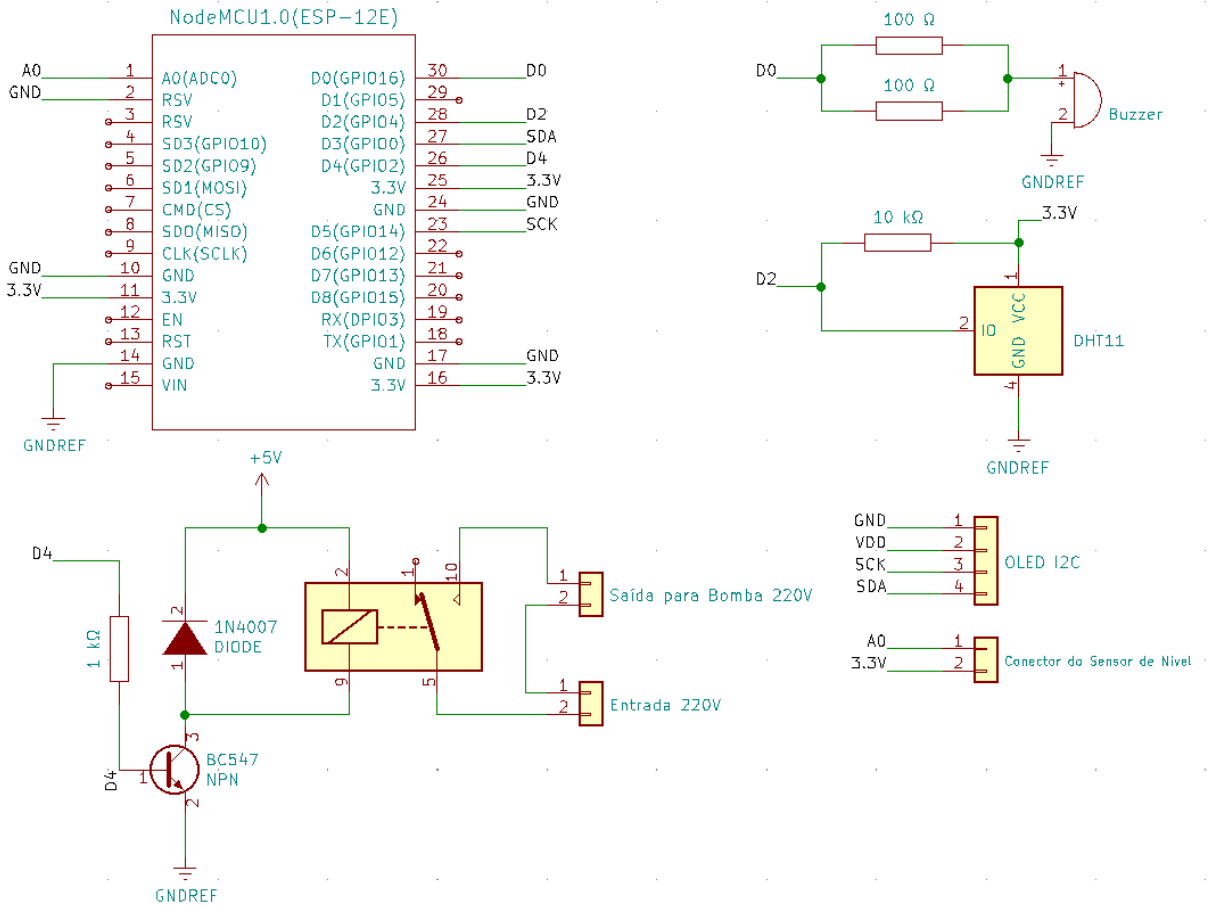 NodeMCU1.0(ESP-12E)
A0 1 A0(ADC0) D0(GPIO16) 30 D0
GND 2 RSV D1(GPIO5) 29
3 RSV D2(GPIO4) 28 D2
4 SD3(GPIO10) D3(GPIO0) 27 SDA
5 SD2(GPIO9) D4(GPIO2) 26 D4
6 SD1(MOSI) 3.3V 25 3.3V
7 CMD(CS) GND 24 GND
8 SD0(MISO) D5(GPIO14) 23 SCK
9 CLK(SCLK) D6(GPIO12) 22
GND 10 GND D7(GPIO13) 21
3.3V 11 3.3V D8(GPIO15) 20
12 EN RX(DPIO3) 19
13 RST TX(GPIO1) 18
14 GND GND 17 GND
15 VIN 3.3V 16 3.3V
GNDREF
100 Ω
D0
100 Ω
1
+
2
Buzzer
GNDREF
3.3V
10 kΩ
D2
1
2 IO VCC
GND
DHT11
4
GNDREF
+5V
D4
1 kΩ
2
1N4007
DIODE
1
2
1
10
9
5
1
2
Saída para Bomba 220V
1
2
Entrada 220V
3
D4
1
BC547
NPN
2
GNDREF
GND 1
VDD 2
SCK 3
SDA 4
OLED I2C
A0 1
3.3V 2
Conector do Sensor de Nivel